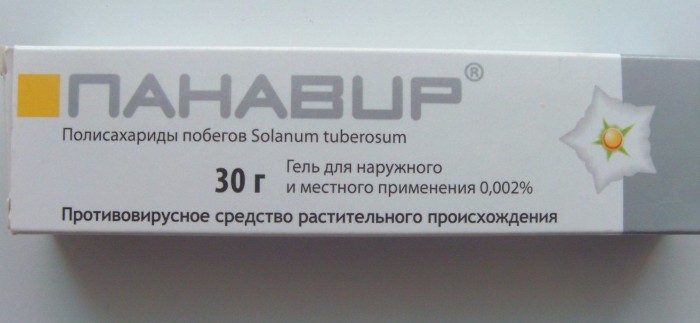 ПАНАВИР®
Полисахариды побегов Solanum tuberosum
30 г
Гель для наружного
и местного применения 0,002%
Противовирусное средство растительного происхождения